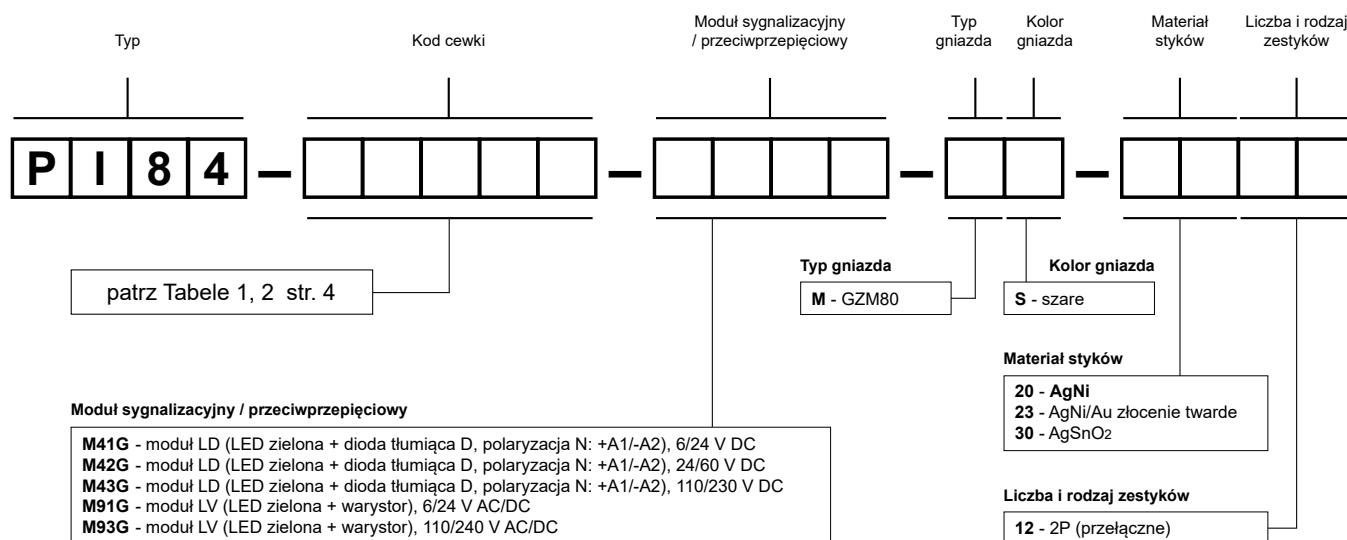 Typ
Kod cewki
Moduł sygnalizacyjny
/ przeciwprzepięciowy
Typ
gniazda
Kolor
gniazda
Materiał
styków
Liczba i rodzaj
zestyków
P I 8 4 – – – –
patrz Tabele 1, 2 str. 4
Typ gniazda
M - GZM80
Kolor gniazda
S - szare
Materiał styków
20 - AgNi
23 - AgNi/Au złocenie twarde
30 - AgSnO2
Moduł sygnalizacyjny / przeciwprzepięciowy
M41G - moduł LD (LED zielona + dioda tłumiąca D, polaryzacja N: +A1/-A2), 6/24 V DC
M42G - moduł LD (LED zielona + dioda tłumiąca D, polaryzacja N: +A1/-A2), 24/60 V DC
M43G - moduł LD (LED zielona + dioda tłumiąca D, polaryzacja N: +A1/-A2), 110/230 V DC
M91G - moduł LV (LED zielona + warystor), 6/24 V AC/DC
M93G - moduł LV (LED zielona + warystor), 110/240 V AC/DC
Liczba i rodzaj zestyków
12 - 2P (przełączne)